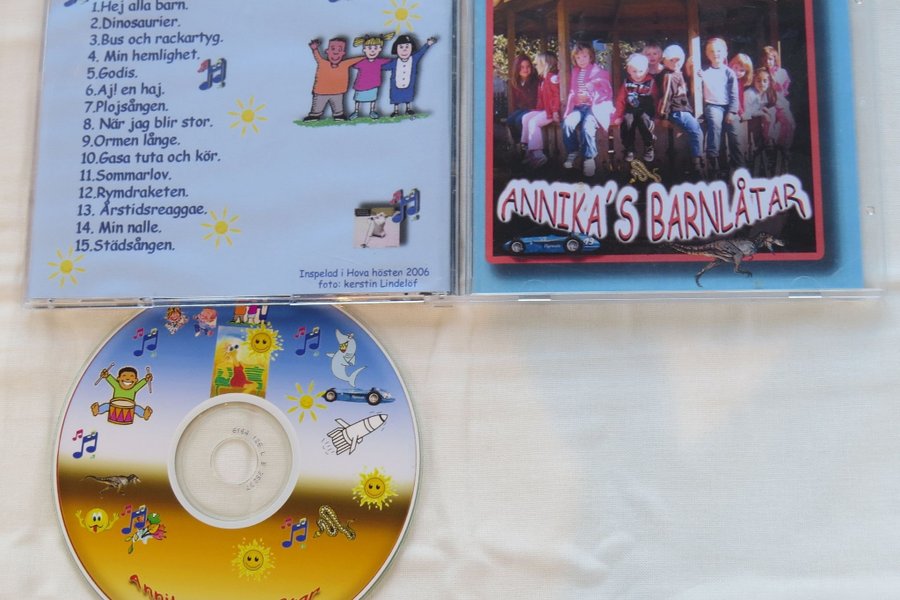 1.Hej alla barn.
2.Dinosaurier.
3.Bus och rackartyg.
4. Min hemlighet.
5.Godis.
6.Aj! en haj.
7.Plojsången.
8. När jag blir stor.
9.Ormen långe.
10.Gasa tuta och kör.
11.Sommarlov.
12.Rymdraketen.
13. Årstidsreaggae.
14. Min nalle.
15.Städsången.
Inspelad i Hova hösten 2006
foto: kerstin Lindelöf
ANNIKA'S BARNLÅTAR